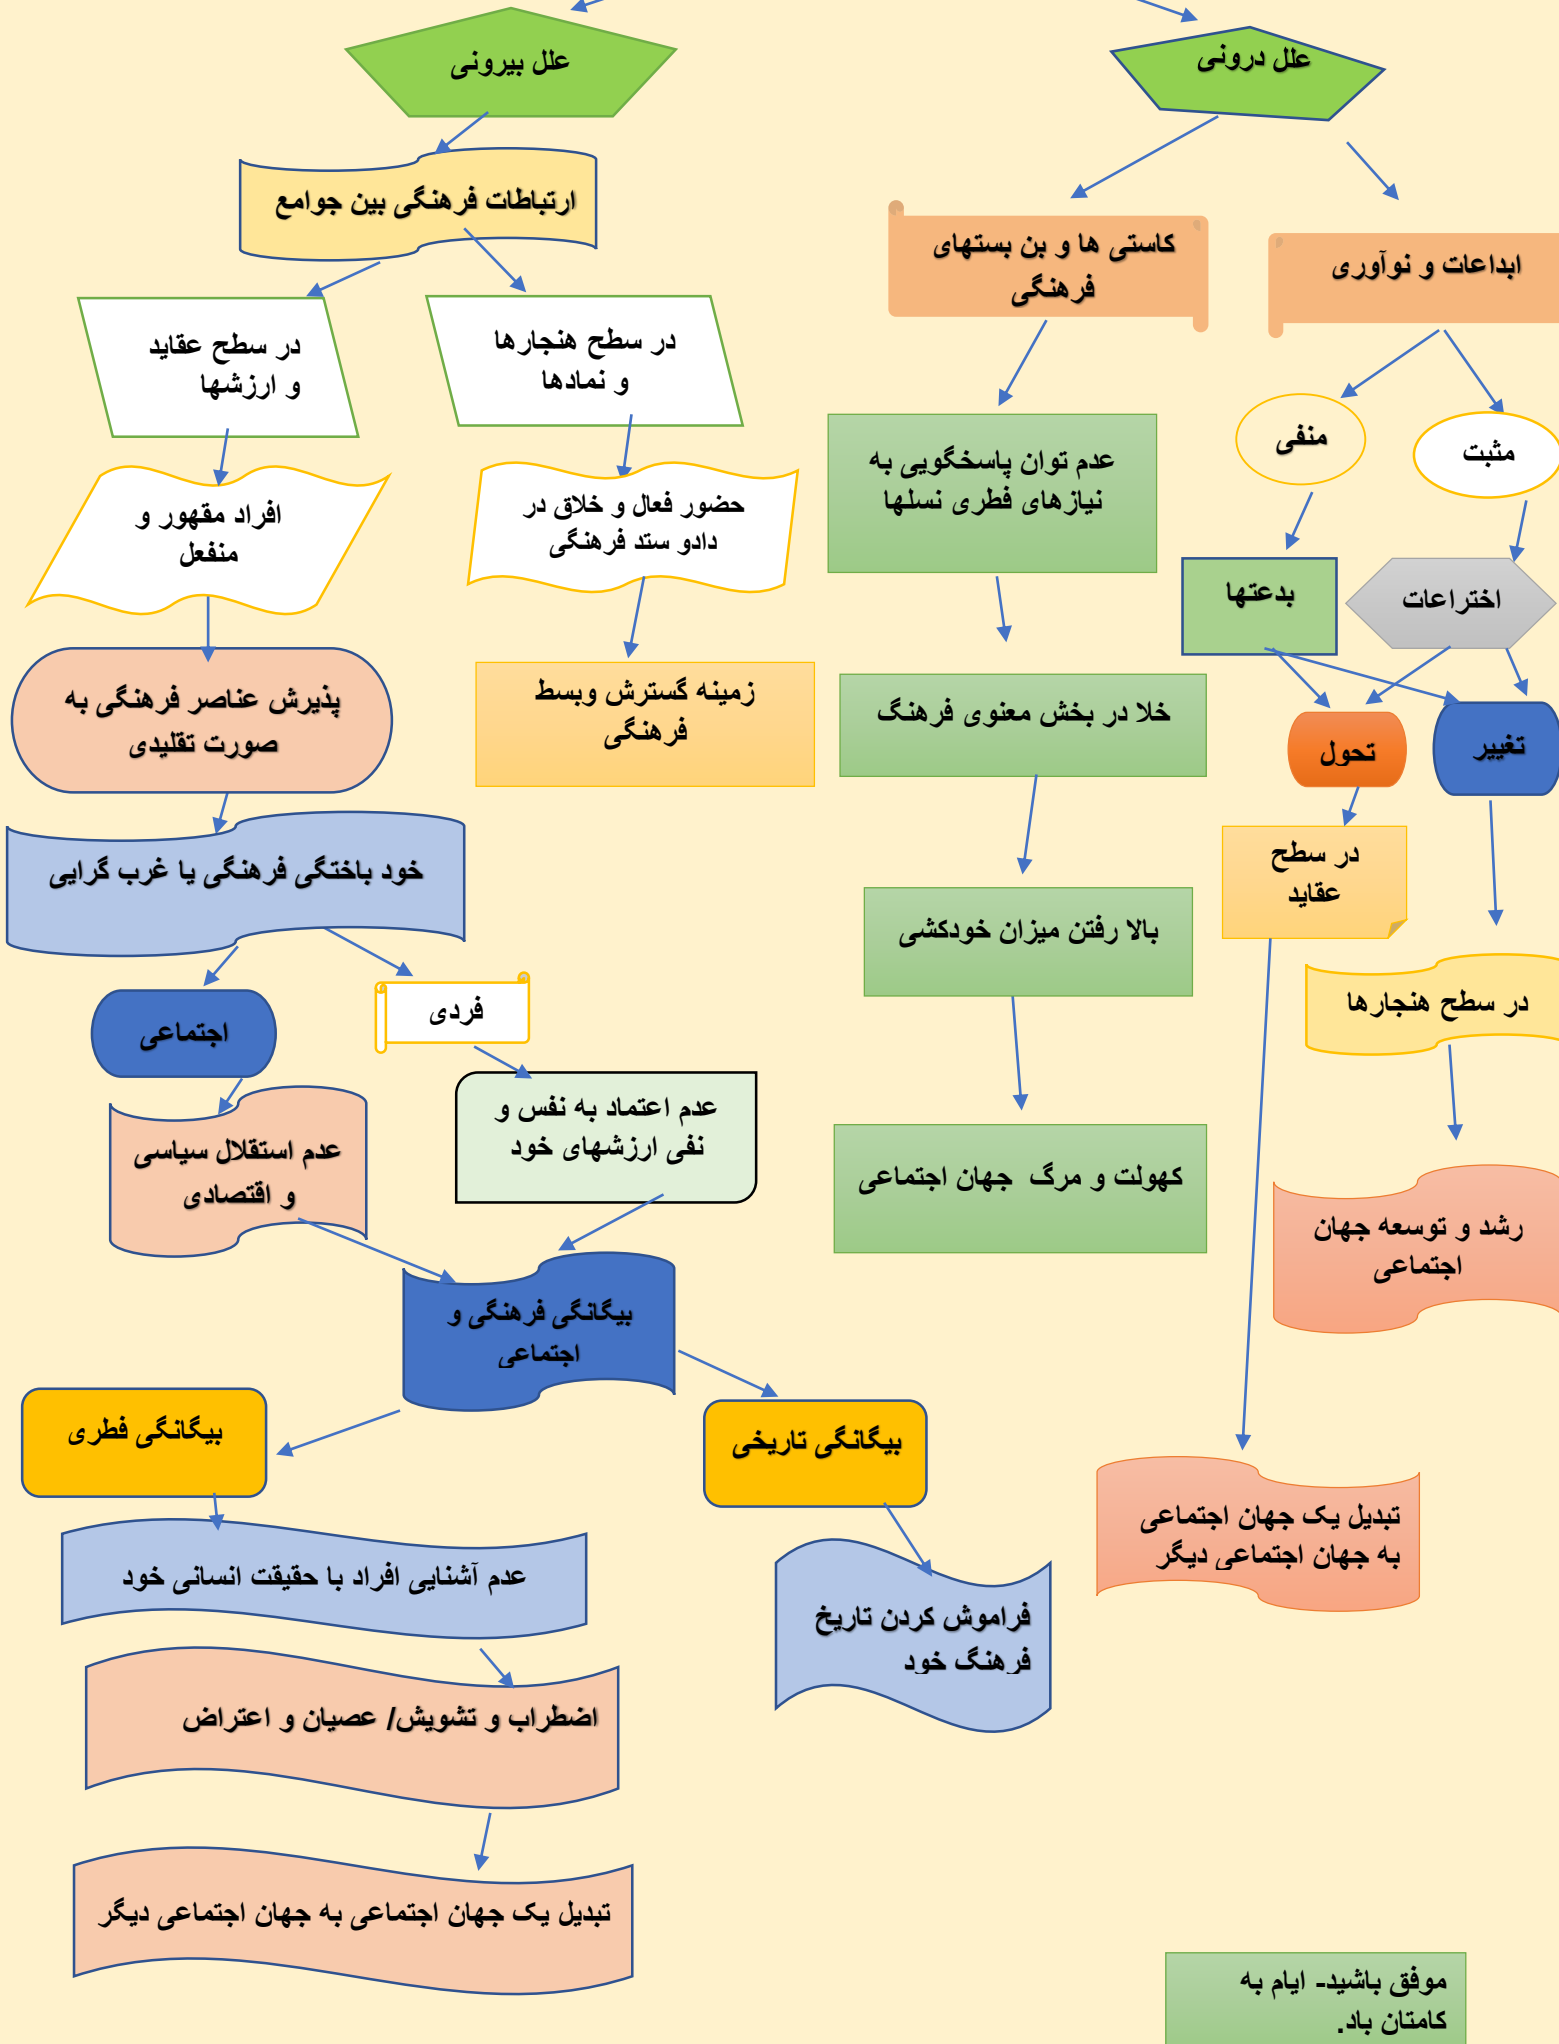 علل درونی
علل بیرونی
ارتباطات فرهنگی بین جوامع
کاستی ها و بن بستهای
فرهنگی
ابداعات و نوآوری
در سطح عقاید
و ارزشها
در سطح هنجارها
و نمادها
عدم توان پاسخگویی به
نیازهای فطری نسلها
منفی
مثبت
افراد مقهور و
منفعل
حضور فعال و خلاق در
دادو ستد فرهنگی
بدعتها
اختراعات
پذیرش عناصر فرهنگی به
صورت تقلیدی
زمینه گسترش وبسط
فرهنگی
خلا در بخش معنوی فرهنگ
تحول
تغییر
خود باختگی فرهنگی یا غرب گرایی
در سطح
عقاید
بالا رفتن میزان خودکشی
در سطح هنجارها
اجتماعی
فردی
عدم اعتماد به نفس و
نفی ارزشهای خود
عدم استقلال سیاسی
و اقتصادی
کهولت و مرگ جهان اجتماعی
رشد و توسعه جهان
اجتماعی
بیگانگی فرهنگی و
اجتماعی
بیگانگی فطری
بیگانگی تاریخی
تبدیل یک جهان اجتماعی
به جهان اجتماعی دیگر
عدم آشنایی افراد با حقیقت انسانی خود
فراموش کردن تاریخ
فرهنگ خود
اضطراب و تشویش/ عصیان و اعتراض
تبدیل یک جهان اجتماعی به جهان اجتماعی دیگر
موفق باشید- ایام به
کامتان باد.